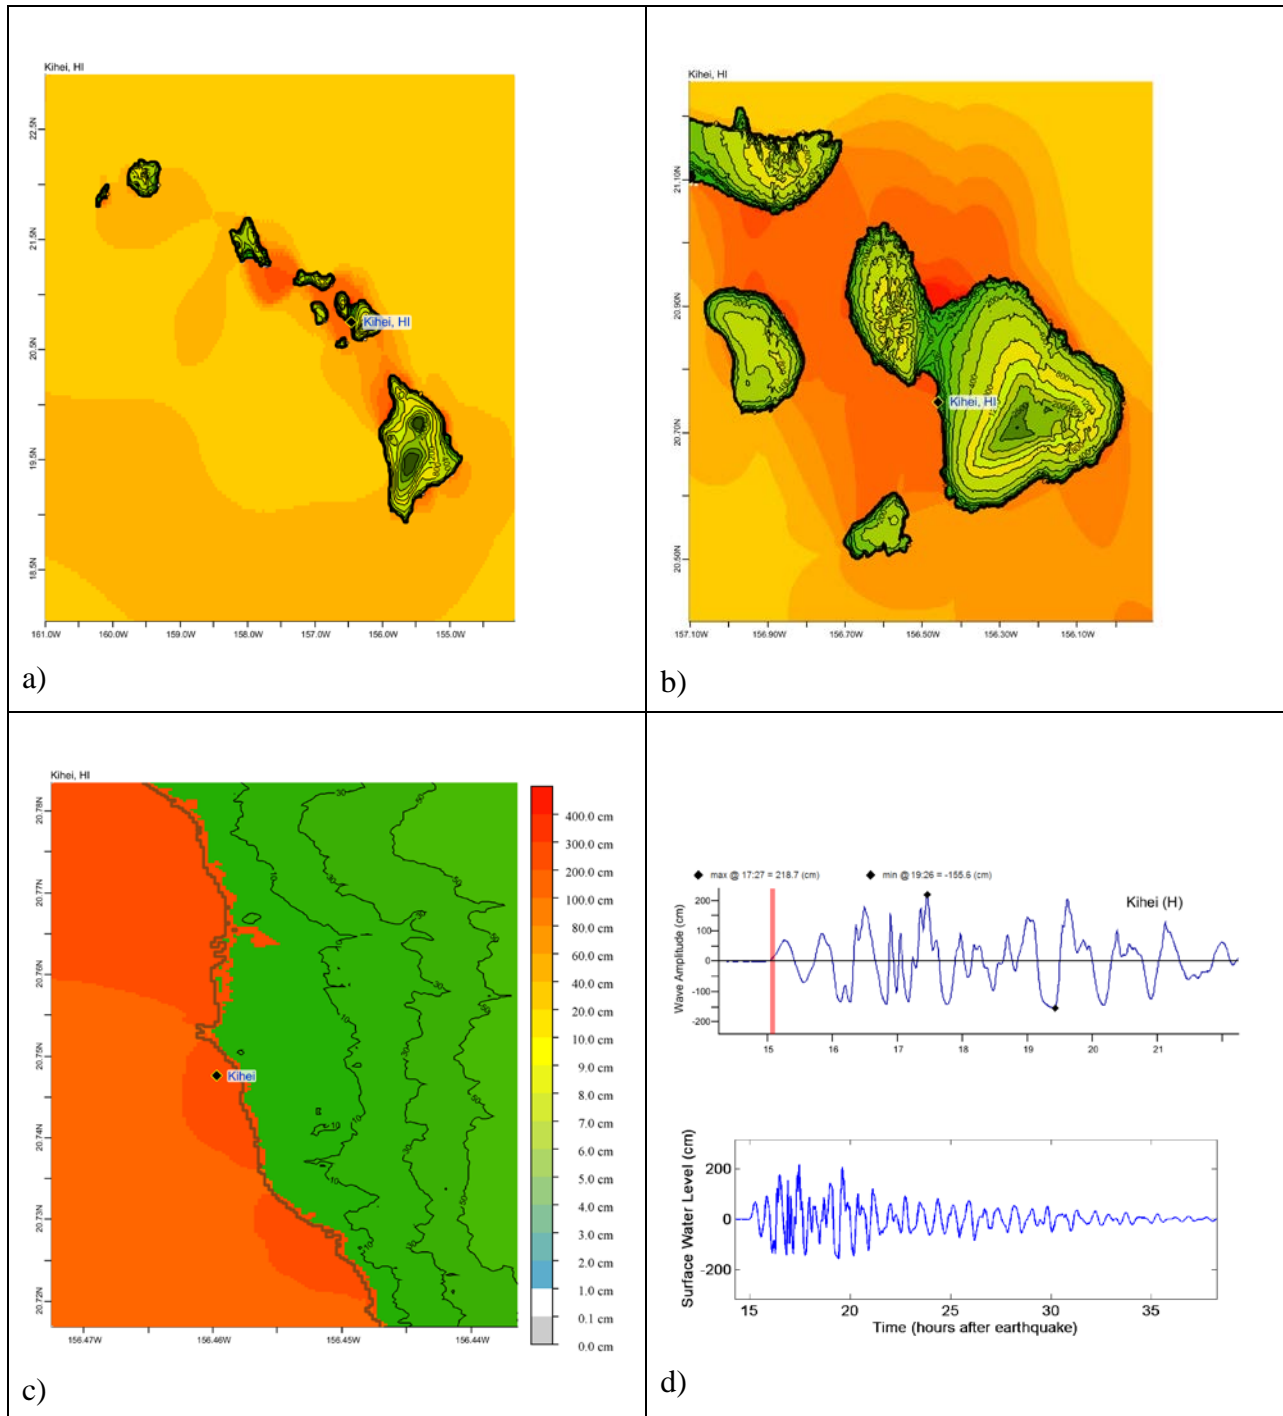 Kihei, HI
22.5N
21.5N
20.5N
19.5N
18.5N
Kihei, HI
161.0W 160.0W 159.0W 158.0W 157.0W 156.0W 155.0W
a)
Kihei, HI
21.10N
20.90N
20.70N
20.50N
Kihei, HI
157.10W 156.90W 156.70W 156.50W 156.30W 156.10W
b)
Kihei, HI
20.78N
20.77N
20.76N
20.75N
20.74N
20.73N
20.72N
Kihei
156.47W 156.46W 156.45W 156.44W
400.0 cm
200.0 cm
100.0 cm
80.0 cm
60.0 cm
40.0 cm
20.0 cm
10.0 cm
9.0 cm
8.0 cm
7.0 cm
6.0 cm
5.0 cm
4.0 cm
3.0 cm
2.0 cm
1.0 cm
0.1 cm
0.0 cm
c)
max @ 17:27 = 218.7 (cm) min @ 19:26 = -155.6 (cm)
Kihei (H)
Wave Amplitude (cm)
200
100
0
-100
-200
15 16 17 18 19 20 21
Surface Water Level (cm)
200
0
-200
15 20 25 30 35
Time (hours after earthquake)
d)